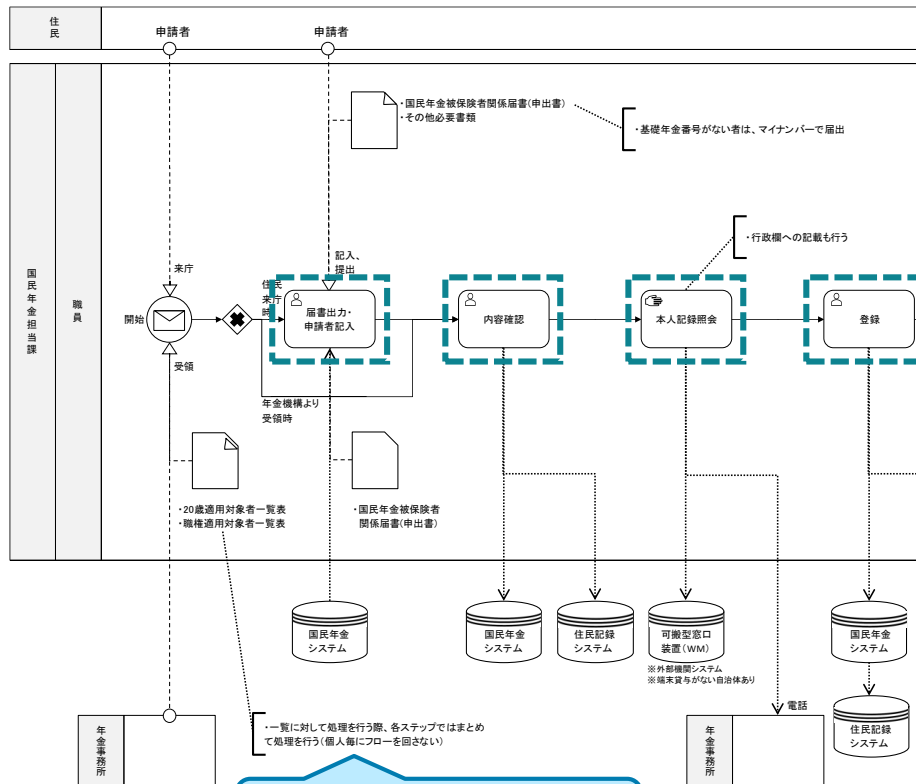 住民
申請者
申請者
国民年金担当課
職員
・国民年金被保険者関係届書(申出書)
・その他必要書類
・基礎年金番号がない者は、マイナンバーで届出
・行政欄への記載も行う
来庁
記入、
提出
住民
来庁
時
開始
届書出力・
申請者記入
内容確認
本人記録照会
登録
受領
年金機構より
受領時
・20歳適用対象者一覧表
・職権適用対象者一覧表
・国民年金被保険者
関係届書(申出書)
国民年金
システム
国民年金
システム
住民記録
システム
可搬型窓口
装置(WM)
※外部機関システム
※端末貸与がない自治体あり
国民年金
システム
電話
住民記録
システム
年金事務所
・一覧に対して処理を行う際、各ステップではまとめ
て処理を行う(個人毎にフローを回さない)
年金事務所